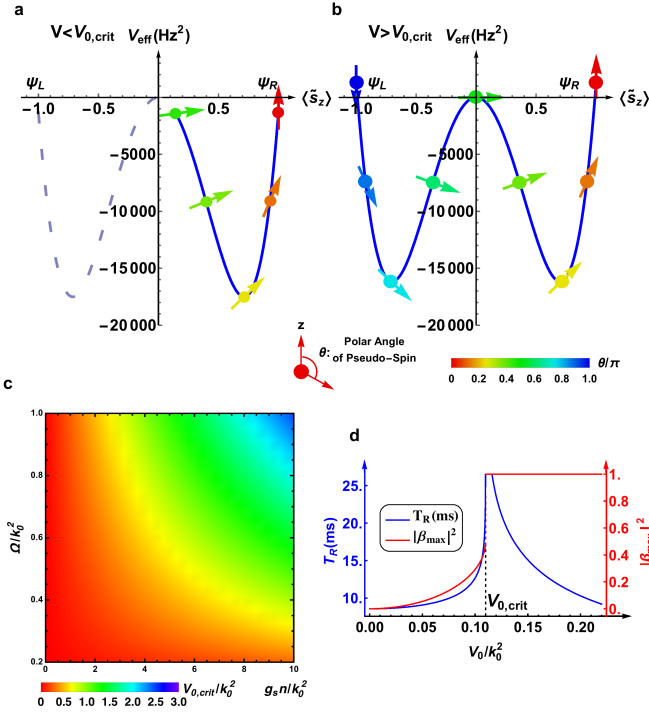 a
V<V0,crit Veff(Hz²)
ψL ψR
−1.0 −0.5 0.5 ⟨s̃z⟩
−5000
−10 000
−15 000
−20 000
b
V>V0,crit Veff(Hz²)
ψL ψR
−1.0 −0.5 0.5 ⟨s̃z⟩
−5000
−10 000
−15 000
−20 000
z
θ: Polar Angle
of Pseudo−Spin
θ/π
0 0.2 0.4 0.6 0.8 1.0
c
Ω/k₀²
1.0
0.8
0.6
0.4
0.2
0 2 4 6 8 10
V0,crit/k₀² gsn/k₀²
0 0.5 1.0 1.5 2.0 2.5 3.0
d
TR(ms)
25.
20.
15.
10.
TR(ms)
|βmax|²
V0,crit
1.
0.8
0.6
0.4
0.2
0.
|βmax|²
0.00 0.05 0.10 0.15 0.20
V0/k₀²